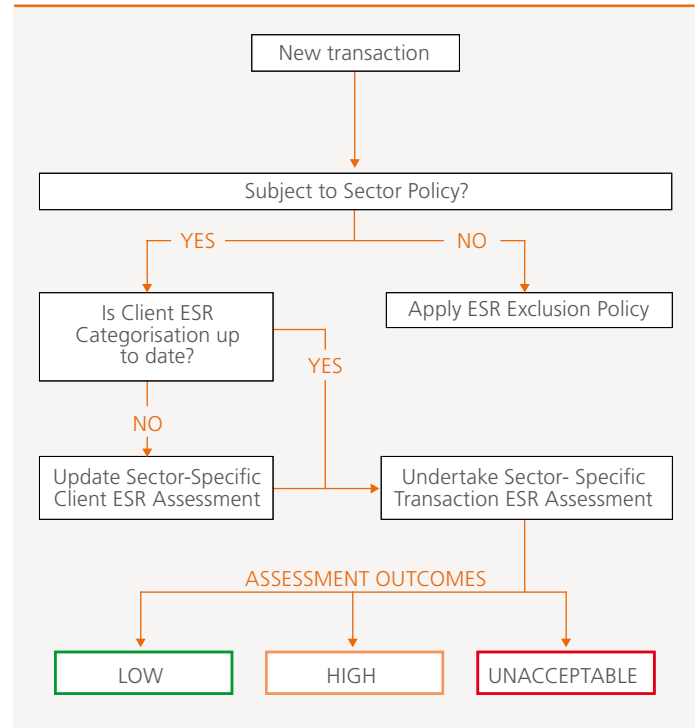 New transaction
Subject to Sector Policy?
YES
NO
Is Client ESR
Categorisation up
to date?
Apply ESR Exclusion Policy
YES
NO
Update Sector-Specific
Client ESR Assessment
Undertake Sector- Specific
Transaction ESR Assessment
ASSESSMENT OUTCOMES
LOW
HIGH
UNACCEPTABLE